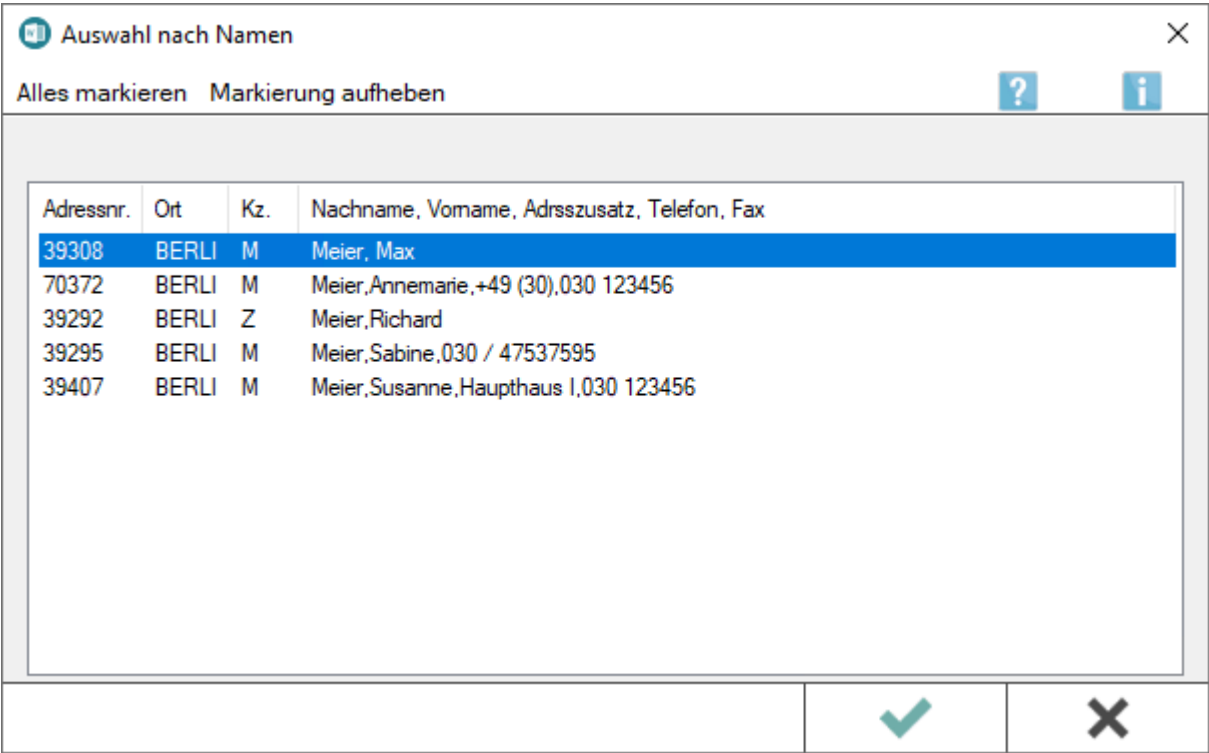 Auswahl nach Namen
Alles markieren Markierung aufheben
Adressnr. Ort Kz. Nachname, Vorname, Adrsszusatz, Telefon, Fax
39308 BERLI M Meier, Max
70372 BERLI M Meier,Annemarie,+49 (30),030 123456
39292 BERLI Z Meier,Richard
39295 BERLI M Meier,Sabine,030 / 47537595
39407 BERLI M Meier,Susanne,Haupthaus I,030 123456